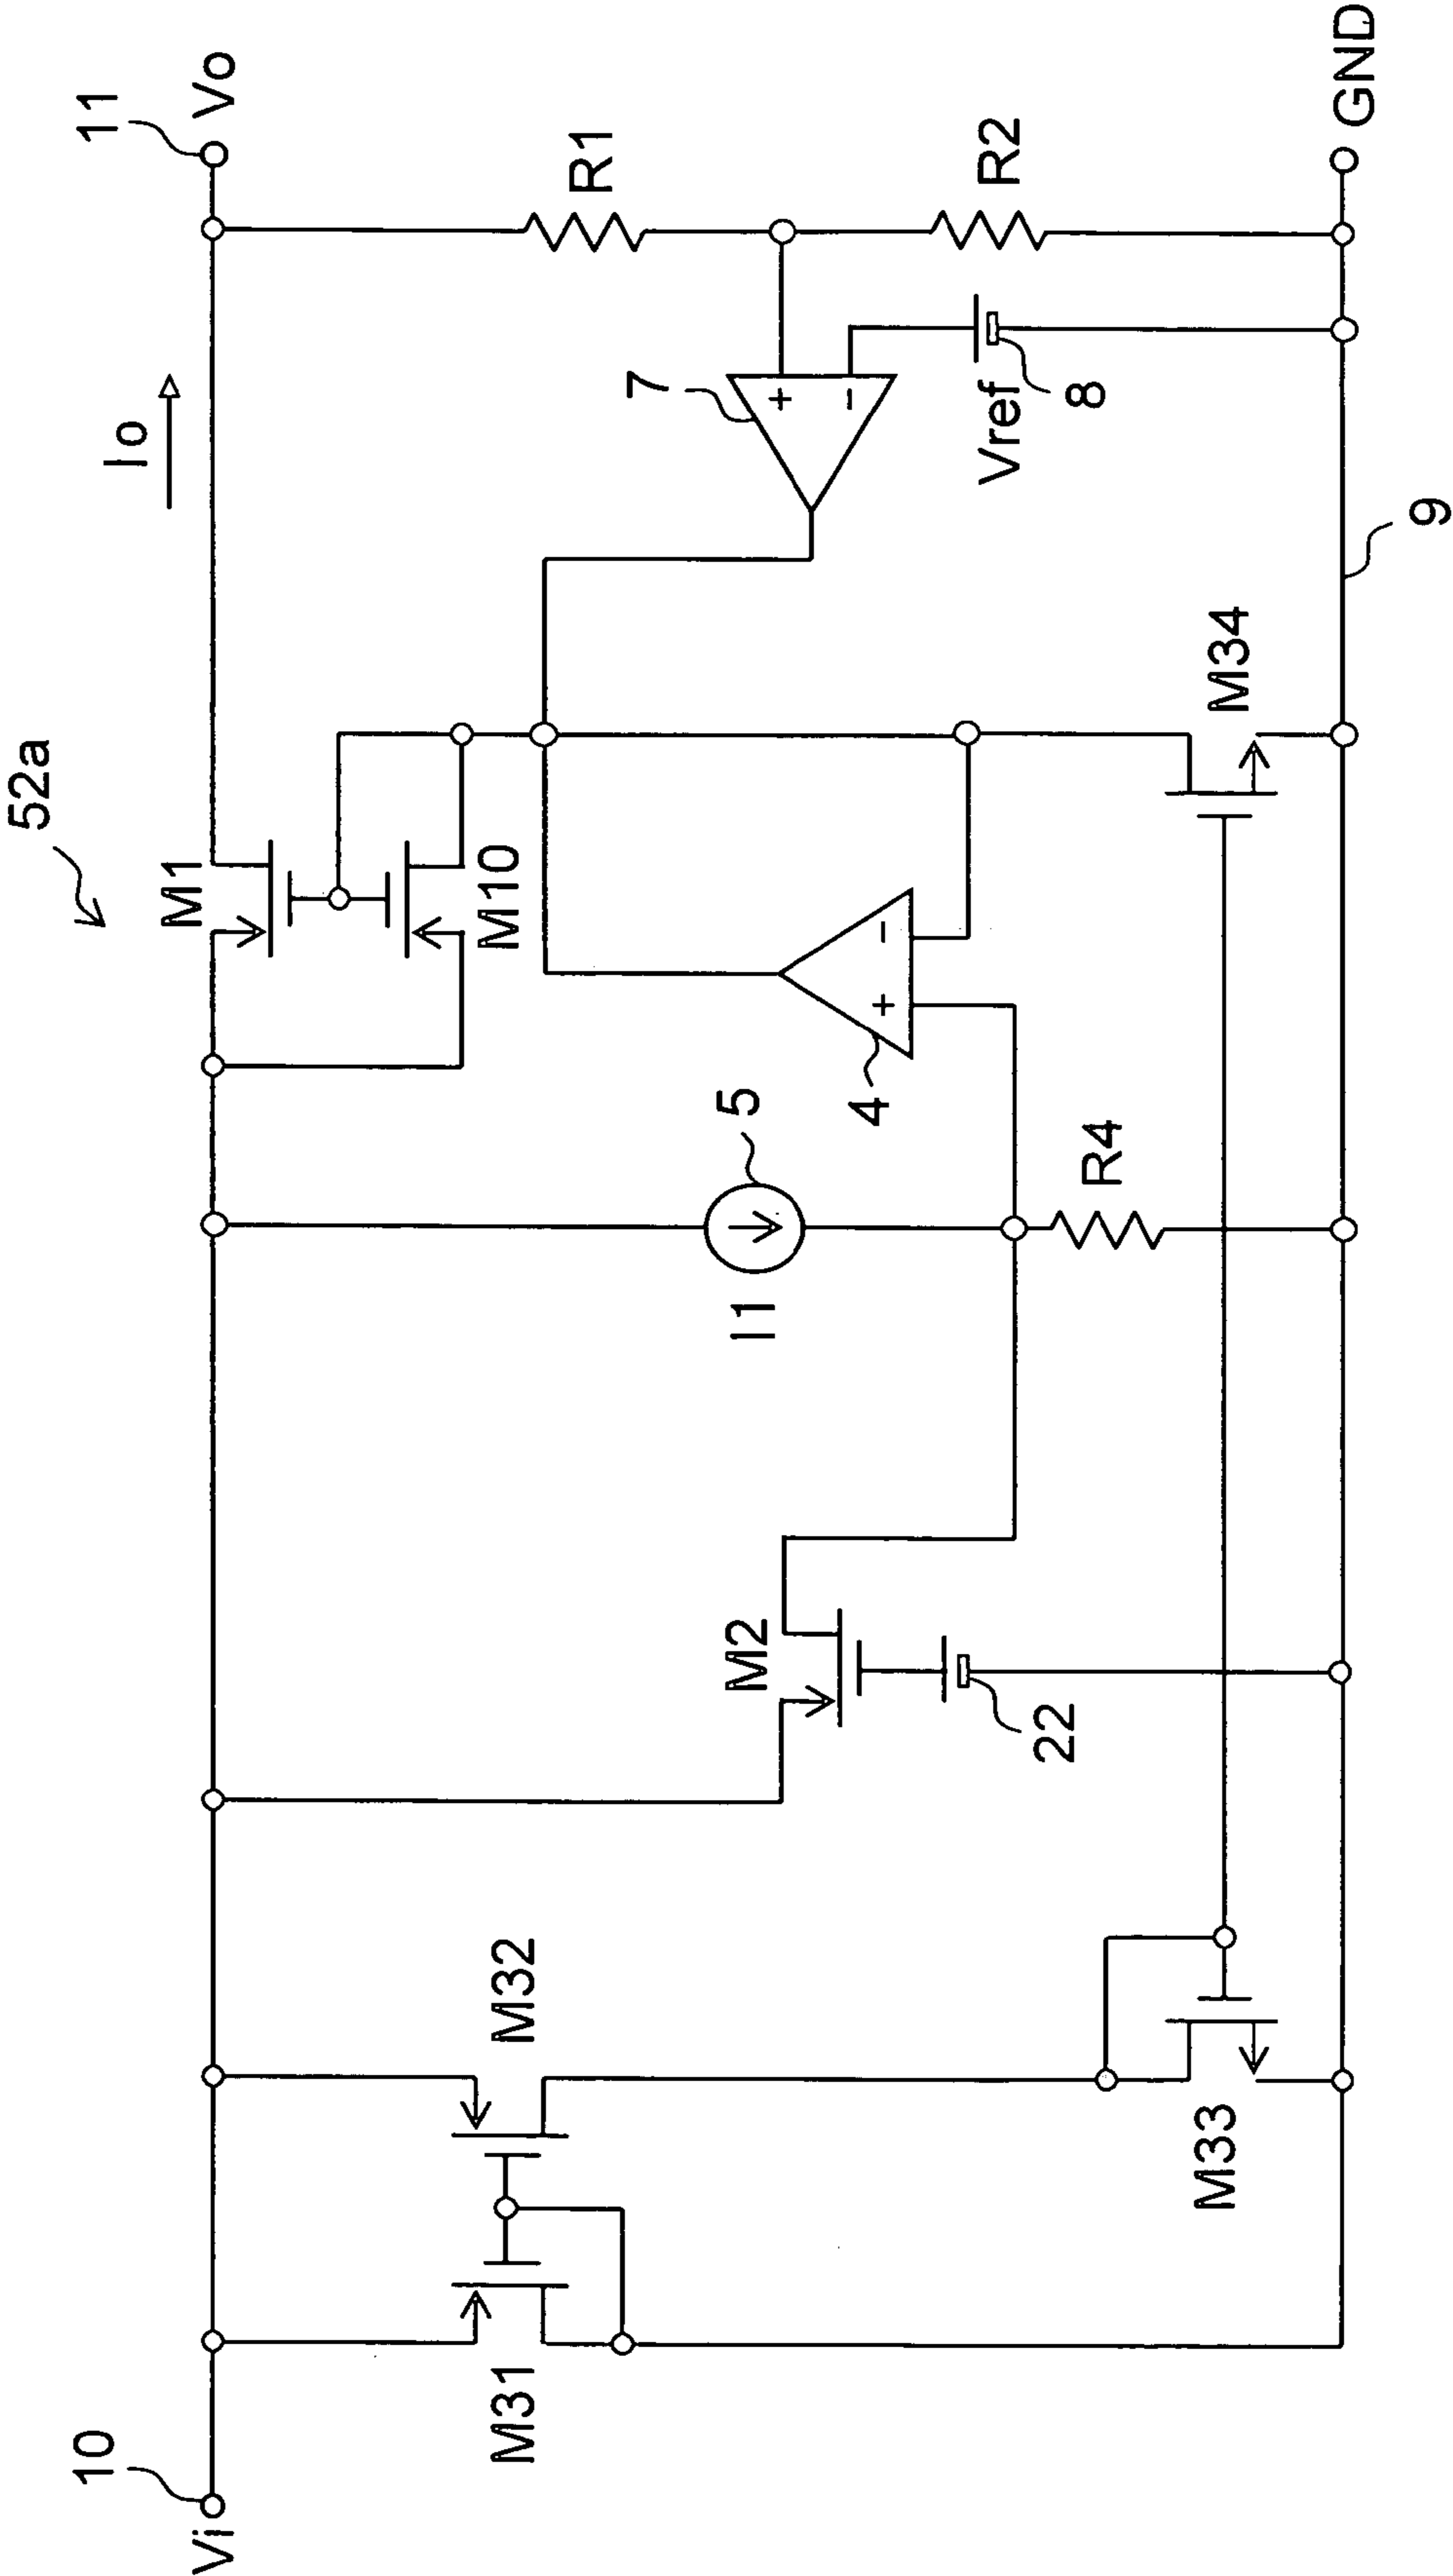 52a
10
Vi
Io
11
Vo
M1
M10
M31
M32
M2
22
I1
5
4
+
-
7
+
-
Vref
8
R1
R2
R4
M33
M34
9
GND